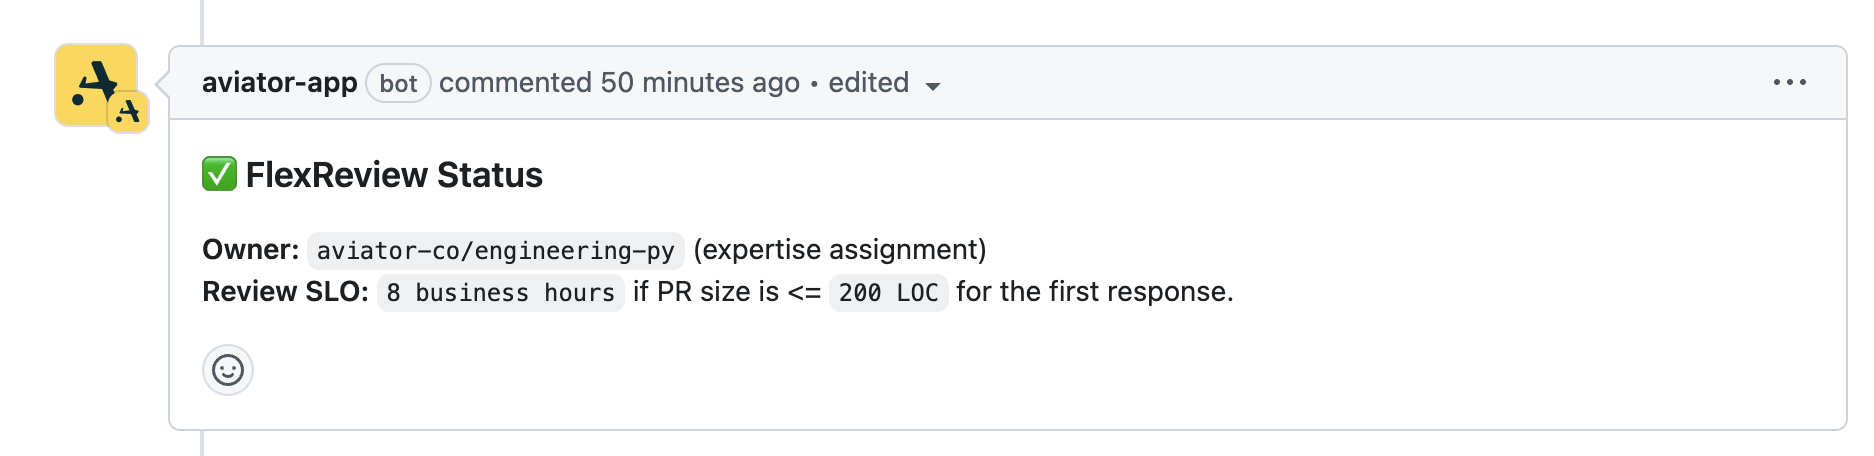 aviator-app bot commented 50 minutes ago • edited
✅ FlexReview Status
Owner: aviator-co/engineering-py (expertise assignment)
Review SLO: 8 business hours if PR size is <= 200 LOC for the first response.